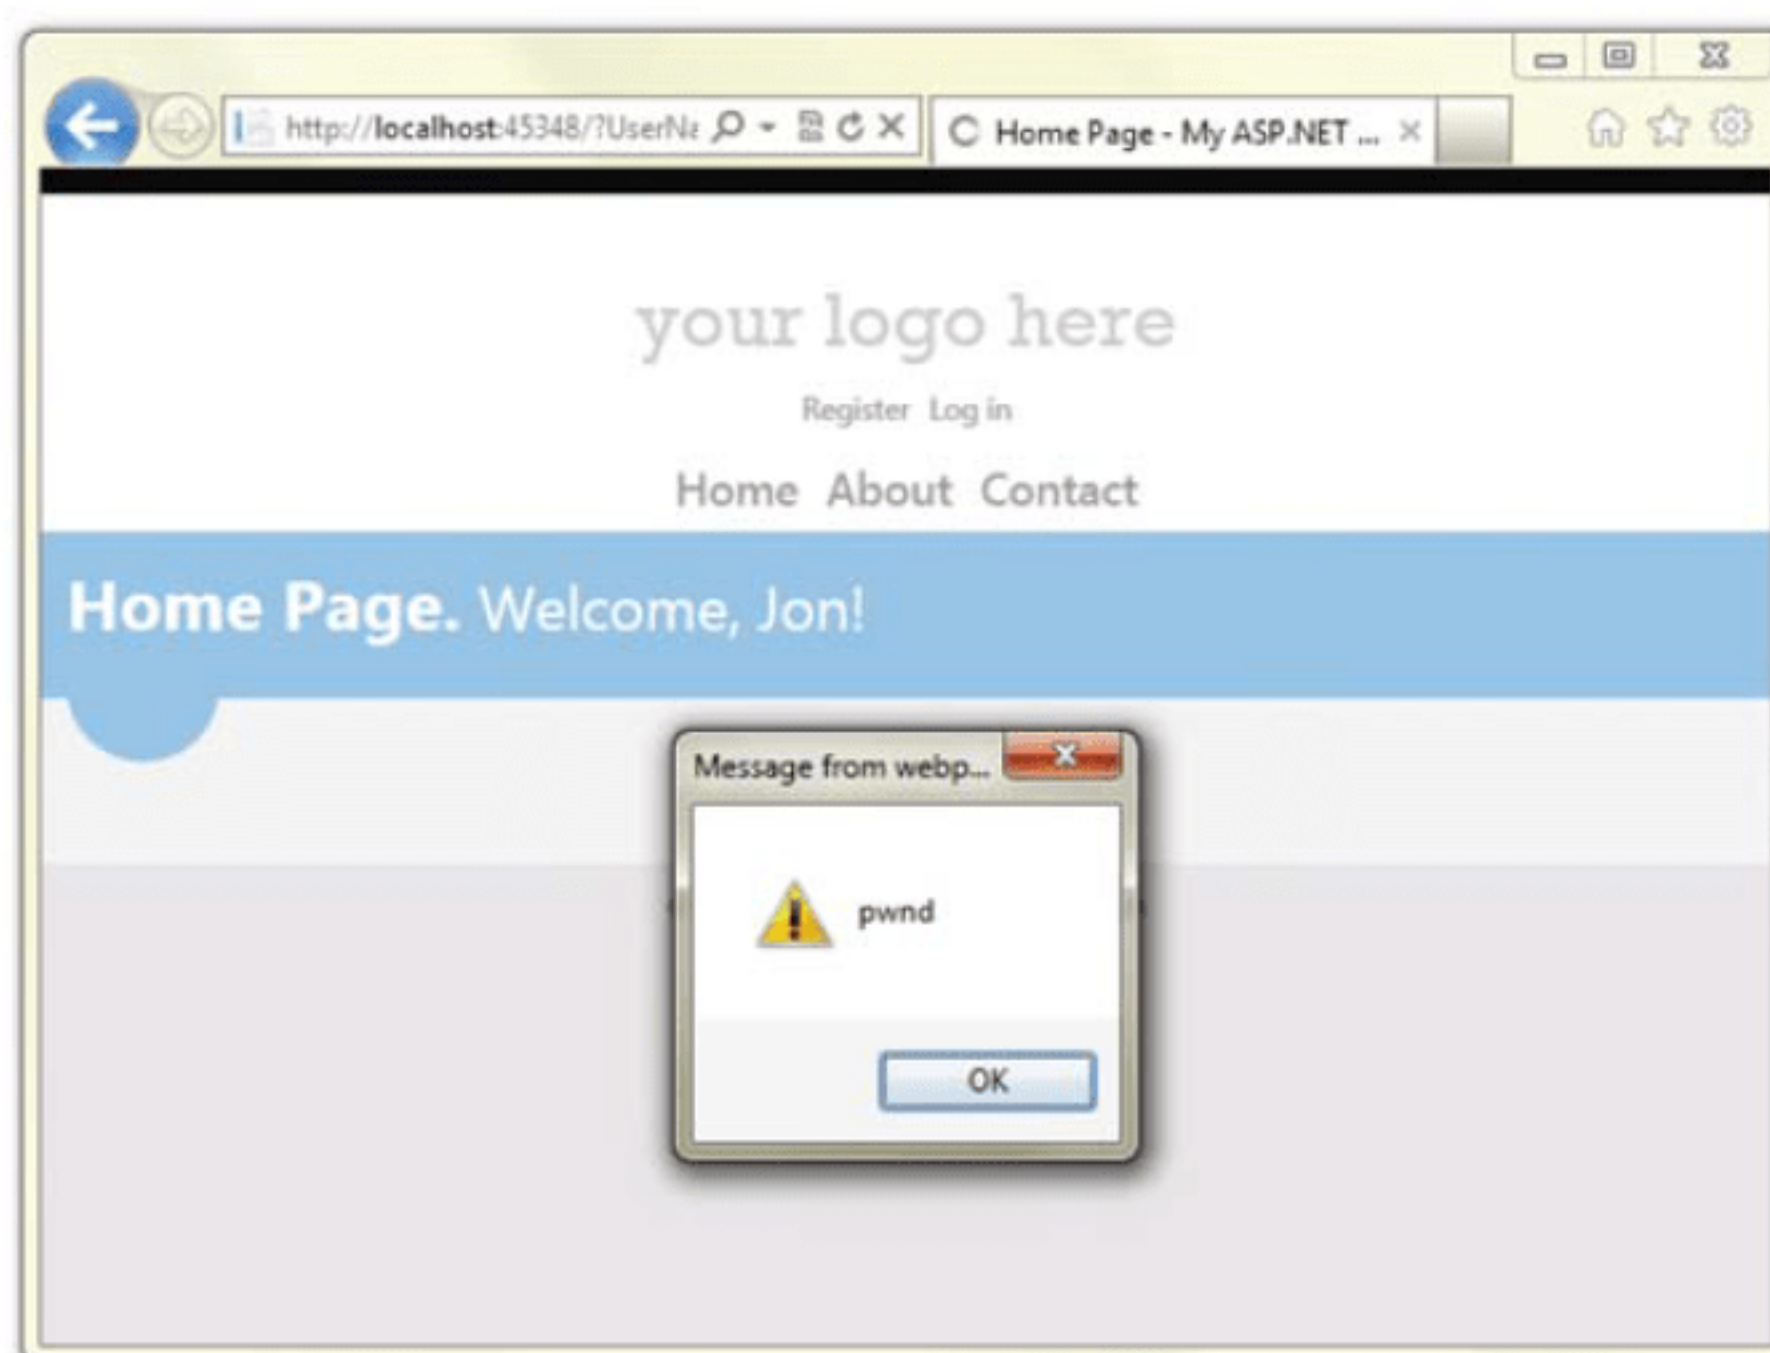 http://localhost:45348/?UserNa
Home Page - My ASP.NET ...
your logo here
Register Log in
Home About Contact
Home Page. Welcome, Jon!
Message from webp...
pwnd
OK